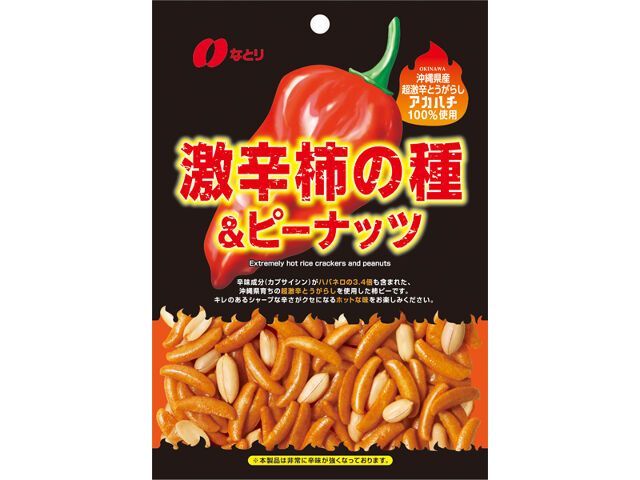 なとり
OKINAWA
沖縄県産
超激辛とうがらし
アカハチ
100%使用
激辛柿の種
&ピーナッツ
Extremely hot rice crackers and peanuts
辛味成分(カプサイシン)がハバネロの3.4倍も含まれた、
沖縄県育ちの超激辛とうがらしを使用した柿ピーです。
キレのあるシャープな辛さがクセになるホットな味をお楽しみください。
※本製品は非常に辛味が強くなっております。